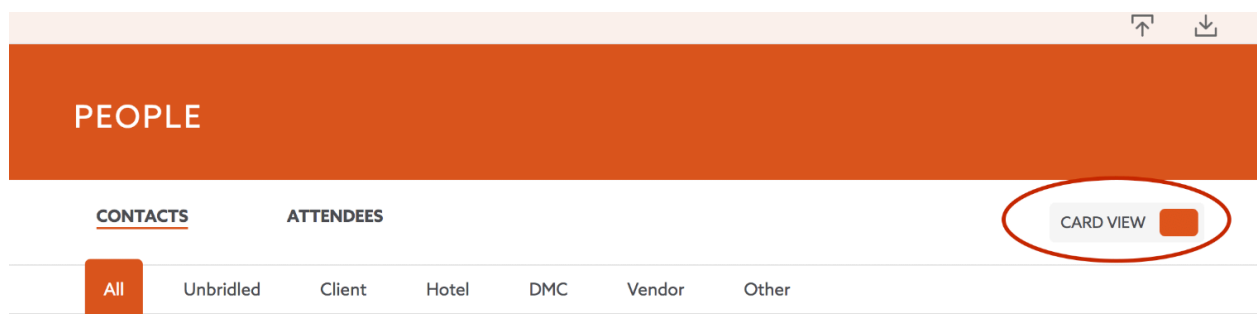 PEOPLE
CONTACTS ATTENDEES CARD VIEW
All Unbridled Client Hotel DMC Vendor Other